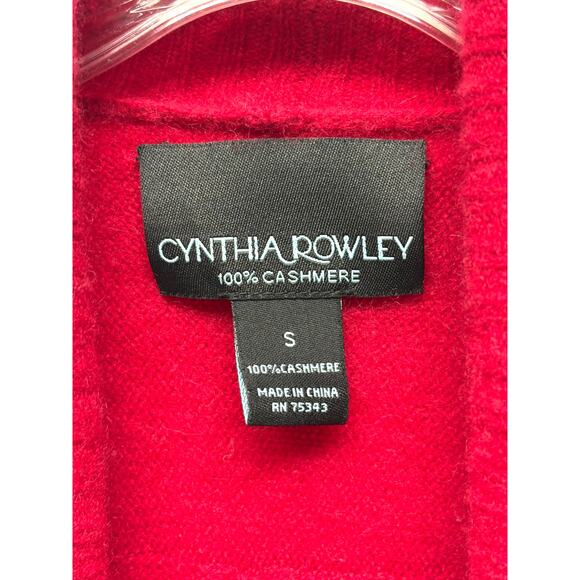 CYNTHIA ROWLEY
100% CASHMERE
S
100%CASHMERE
MADE IN CHINA
RN 75343